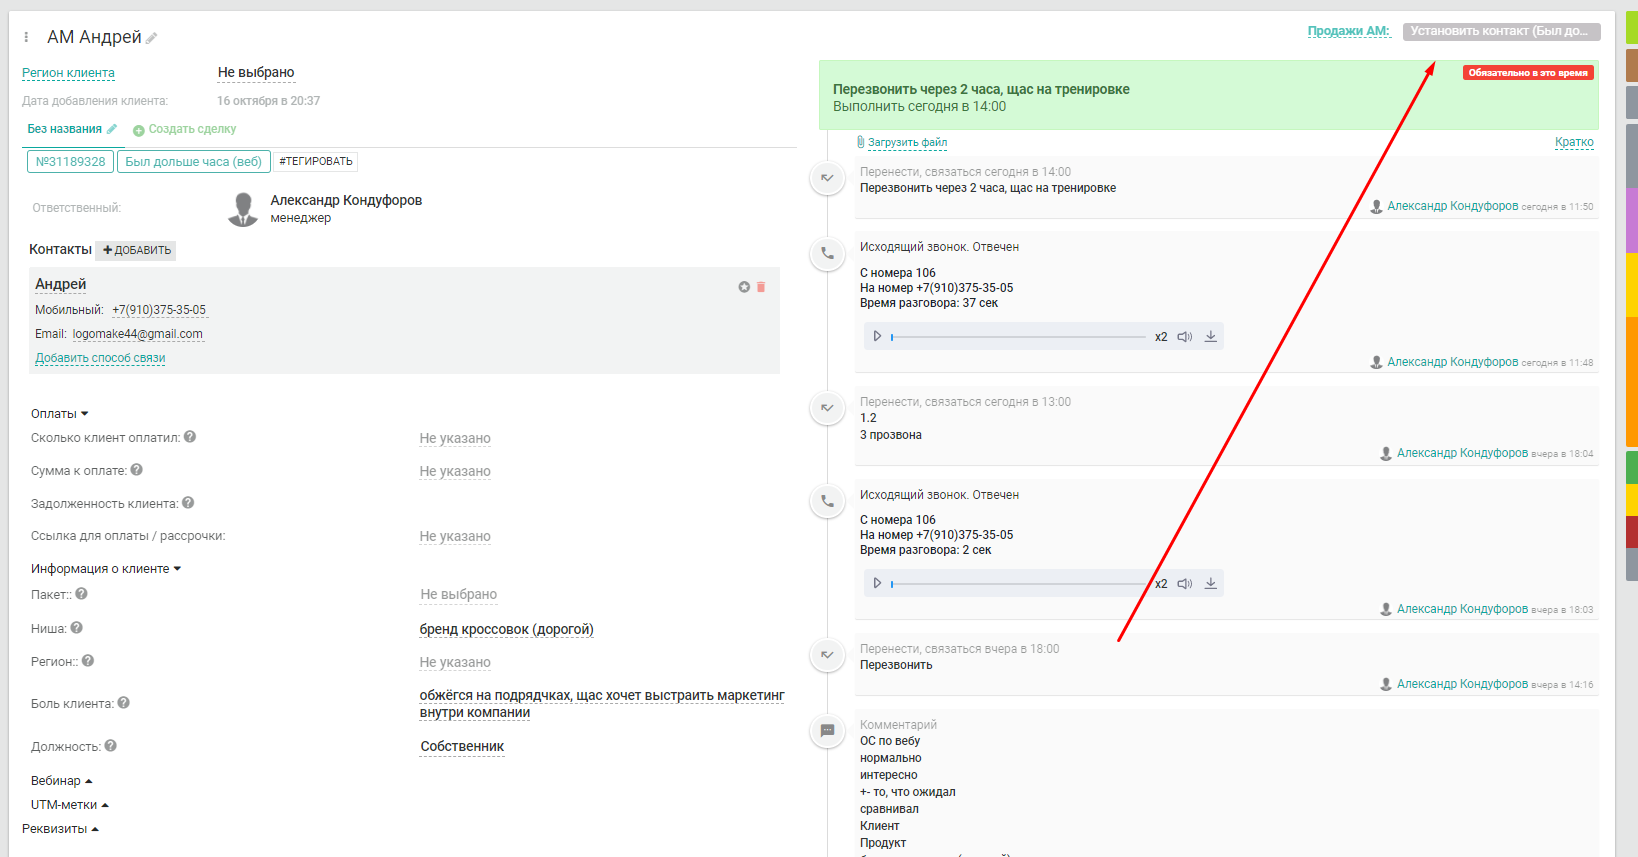 АМ Андрей
Продажи АМ:
Установить контакт (Был до...
Регион клиента
Не выбрано
Дата добавления клиента:
16 октября в 20:37
Без названия
Создать сделку
№31189328
Был дольше часа (веб)
#ТЕГИРОВАТЬ
Ответственный:
Александр Кондуфоров
менеджер
Контакты
+ ДОБАВИТЬ
Андрей
Мобильный: +7(910)375-35-05
Email: logomake44@gmail.com
Добавить способ связи
Оплаты
Сколько клиент оплатил:
Не указано
Сумма к оплате:
Не указано
Задолженность клиента:
Ссылка для оплаты / рассрочки:
Не указано
Информация о клиенте
Пакет::
Не выбрано
Ниша:
бренд кроссовок (дорогой)
Регион::
Не указано
Боль клиента:
обжёгся на подрядчках, щас хочет выстраить маркетинг
внутри компании
Должность:
Собственник
Вебинар
UTM-метки
Реквизиты
Обязательно в это время
Перезвонить через 2 часа, щас на тренировке
Выполнить сегодня в 14:00
Загрузить файл
Кратко
Перенести, связаться сегодня в 14:00
Перезвонить через 2 часа, щас на тренировке
Александр Кондуфоров сегодня в 11:50
Исходящий звонок. Отвечен
С номера 106
На номер +7(910)375-35-05
Время разговора: 37 сек
x2
Александр Кондуфоров сегодня в 11:48
Перенести, связаться сегодня в 13:00
1.2
3 прозвона
Александр Кондуфоров вчера в 18:04
Исходящий звонок. Отвечен
С номера 106
На номер +7(910)375-35-05
Время разговора: 2 сек
x2
Александр Кондуфоров вчера в 18:03
Перенести, связаться вчера в 18:00
Перезвонить
Александр Кондуфоров вчера в 14:16
Комментарий
ОС по вебу
нормально
интересно
+- то, что ожидал
сравнивал
Клиент
Продукт